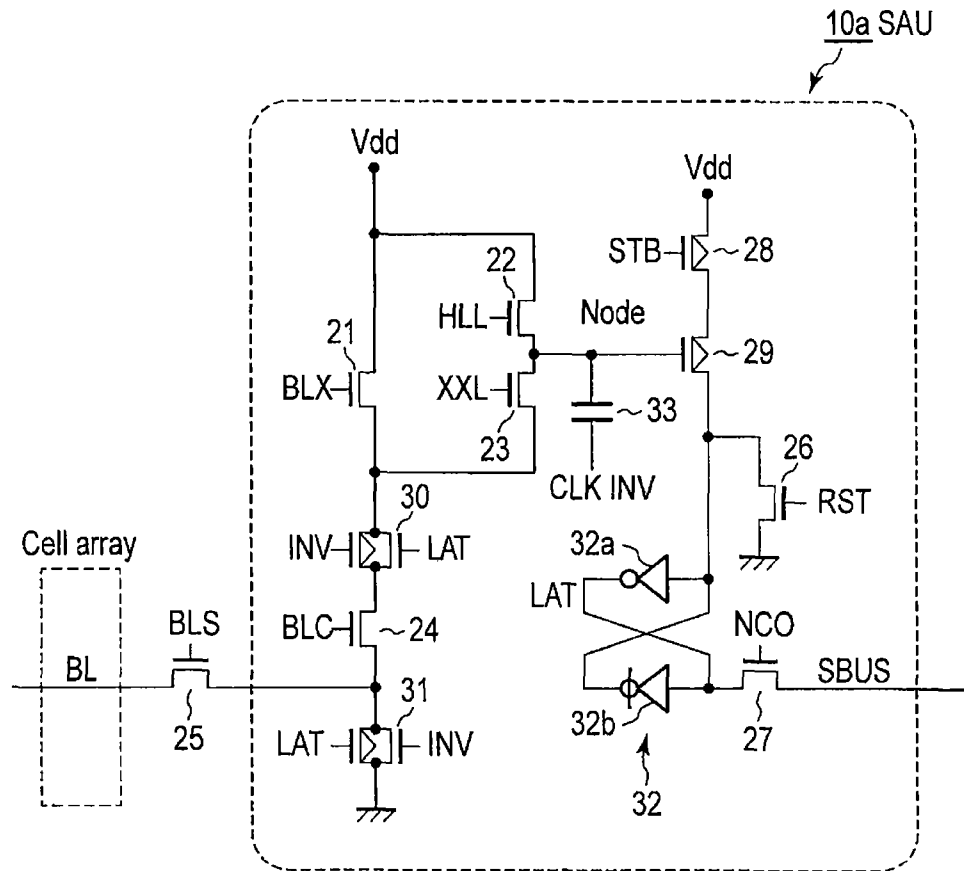 10a SAU
Vdd
Vdd
STB
28
22
HLL
Node
21
29
BLX
XXL
33
23
26
CLK INV
RST
30
INV
LAT
Cell array
32a
LAT
BLS
BLC
24
NCO
BL
SBUS
25
31
32b
27
LAT
INV
32